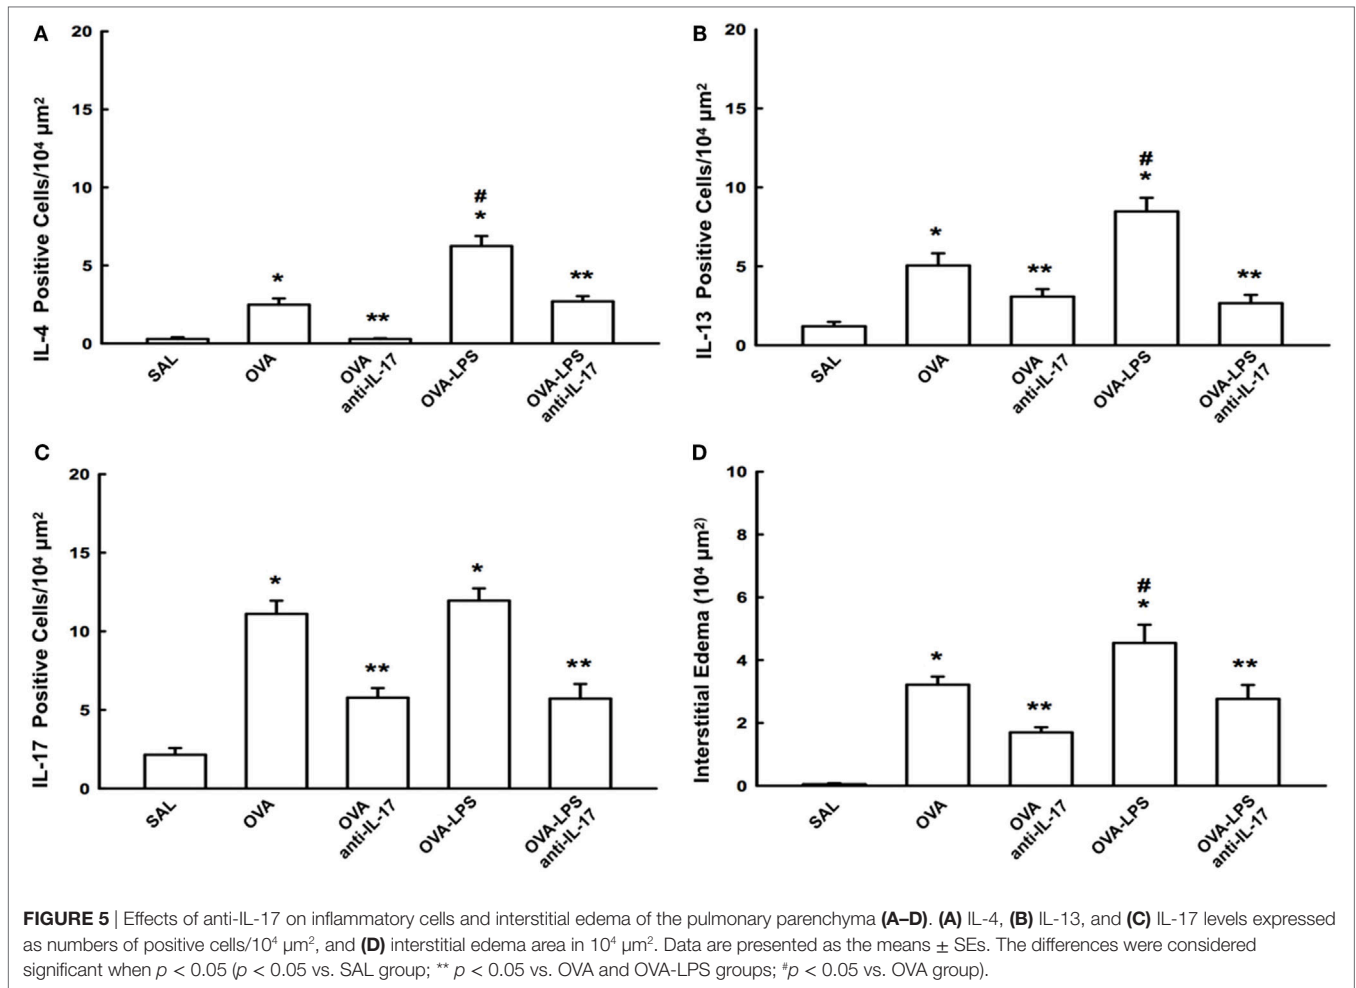 A
IL-4 Positive Cells/10⁴ µm²
20
15
10
5
0
*
**
#
*
**
SAL
OVA
OVA
anti-IL-17
OVA-LPS
OVA-LPS
anti-IL-17
B
IL-13 Positive Cells/10⁴ µm²
20
15
10
5
0
*
**
#
*
**
SAL
OVA
OVA
anti-IL-17
OVA-LPS
OVA-LPS
anti-IL-17
C
IL-17 Positive Cells/10⁴ µm²
20
15
10
5
0
*
**
*
**
SAL
OVA
OVA
anti-IL-17
OVA-LPS
OVA-LPS
anti-IL-17
D
Interstitial Edema (10⁴ µm²)
10
8
6
4
2
0
*
**
#
*
**
SAL
OVA
OVA
anti-IL-17
OVA-LPS
OVA-LPS
anti-IL-17
FIGURE 5 | Effects of anti-IL-17 on inflammatory cells and interstitial edema of the pulmonary parenchyma (A–D). (A) IL-4, (B) IL-13, and (C) IL-17 levels expressed
as numbers of positive cells/10⁴ µm², and (D) interstitial edema area in 10⁴ µm². Data are presented as the means ± SEs. The differences were considered
significant when p < 0.05 (p < 0.05 vs. SAL group; ** p < 0.05 vs. OVA and OVA-LPS groups; #p < 0.05 vs. OVA group).